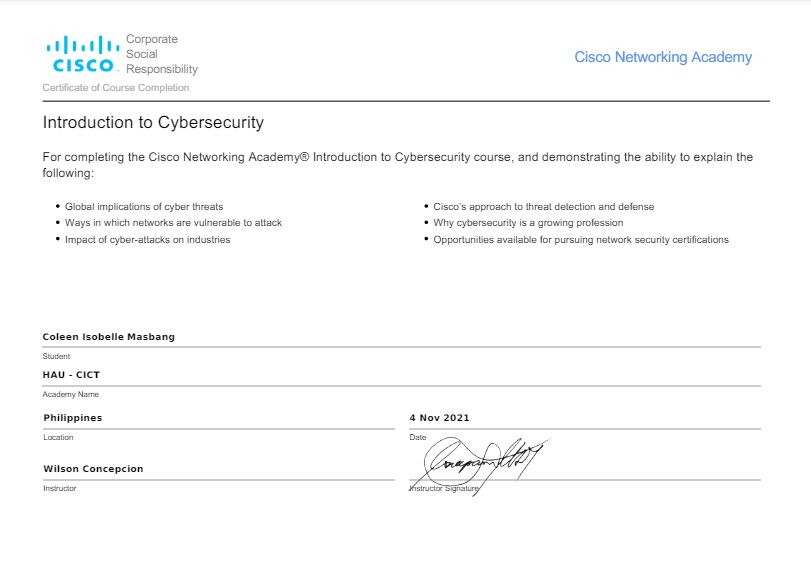 Corporate
Social
Responsibility
CISCO
Cisco Networking Academy
Certificate of Course Completion
Introduction to Cybersecurity
For completing the Cisco Networking Academy® Introduction to Cybersecurity course, and demonstrating the ability to explain the
following:
• Global implications of cyber threats
• Ways in which networks are vulnerable to attack
• Impact of cyber-attacks on industries
• Cisco's approach to threat detection and defense
• Why cybersecurity is a growing profession
• Opportunities available for pursuing network security certifications
Coleen Isobelle Masbang
Student
HAU - CICT
Academy Name
Philippines
Location
4 Nov 2021
Date
Wilson Concepcion
Instructor
Instructor Signature